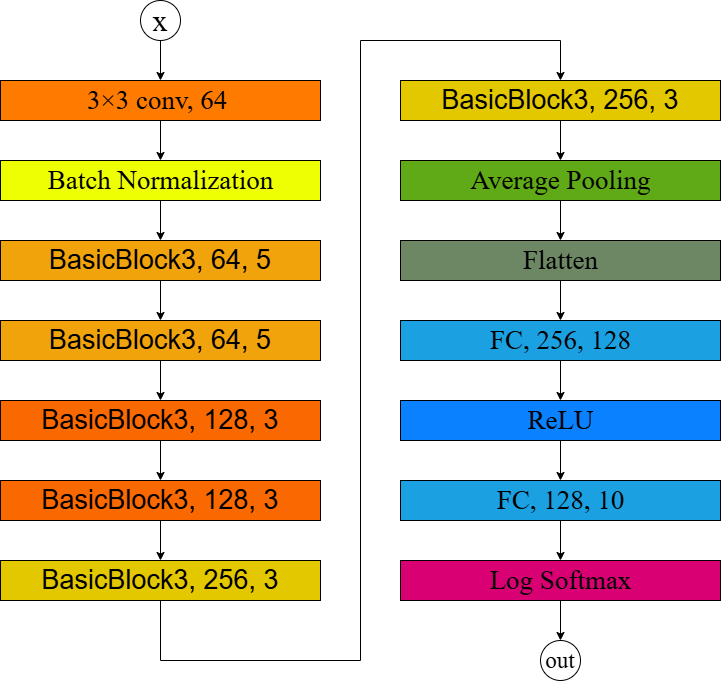 x
3×3 conv, 64
Batch Normalization
BasicBlock3, 64, 5
BasicBlock3, 64, 5
BasicBlock3, 128, 3
BasicBlock3, 128, 3
BasicBlock3, 256, 3
BasicBlock3, 256, 3
Average Pooling
Flatten
FC, 256, 128
ReLU
FC, 128, 10
Log Softmax
out